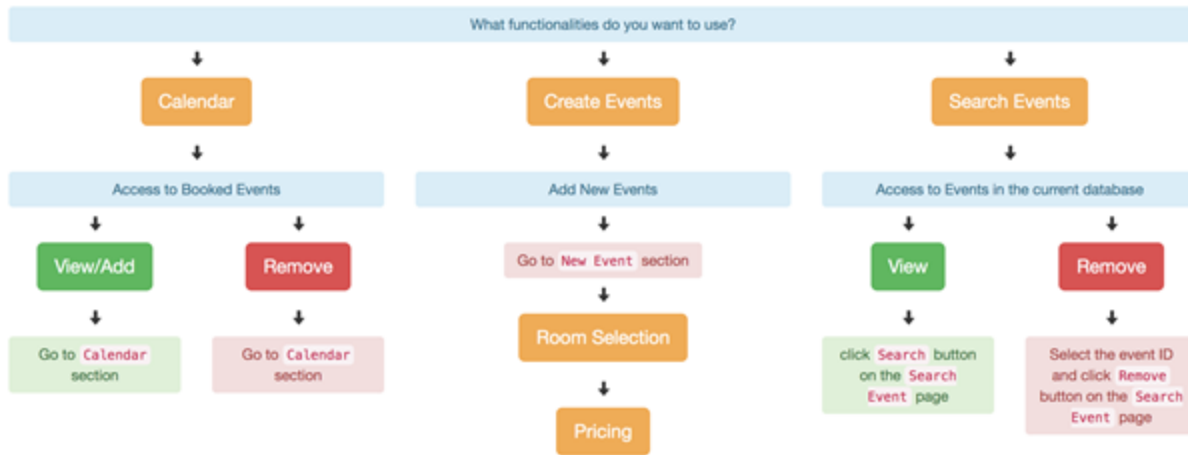 What functionalities do you want to use?
Calendar
Create Events
Search Events
Access to Booked Events
Add New Events
Access to Events in the current database
View/Add
Remove
Go to New Event section
View
Remove
Room Selection
Go to Calendar
section
Go to Calendar
section
click Search button
on the Search
Event page
Select the event ID
and click Remove
button on the Search
Event page
Pricing